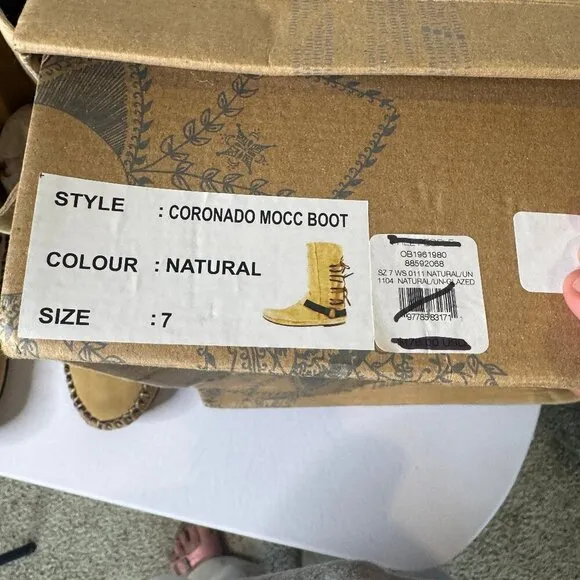 STYLE : CORONADO MOCC BOOT
COLOUR : NATURAL
SIZE : 7
OB1961980
88592068
SZ 7 WS 0111 NATURAL/UN
1104 NATURAL/UN-GLAZED
9778583171